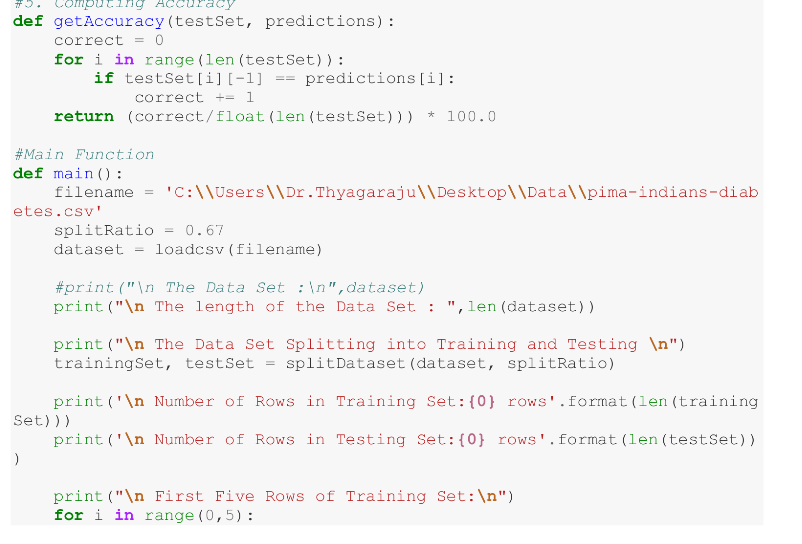 #5. Computing Accuracy
def getAccuracy(testSet, predictions):
    correct = 0
    for i in range(len(testSet)):
        if testSet[i][-1] == predictions[i]:
            correct += 1
    return (correct/float(len(testSet))) * 100.0

#Main Function
def main():
    filename = 'C:\\Users\\Dr.Thyagaraju\\Desktop\\Data\\pima-indians-diab
etes.csv'
    splitRatio = 0.67
    dataset = loadcsv(filename)

    #print("\n The Data Set :\n",dataset)
    print("\n The length of the Data Set : ",len(dataset))

    print("\n The Data Set Splitting into Training and Testing \n")
    trainingSet, testSet = splitDataset(dataset, splitRatio)

    print('\n Number of Rows in Training Set:{0} rows'.format(len(training
Set)))
    print('\n Number of Rows in Testing Set:{0} rows'.format(len(testSet))
)

    print("\n First Five Rows of Training Set:\n")
    for i in range(0,5):